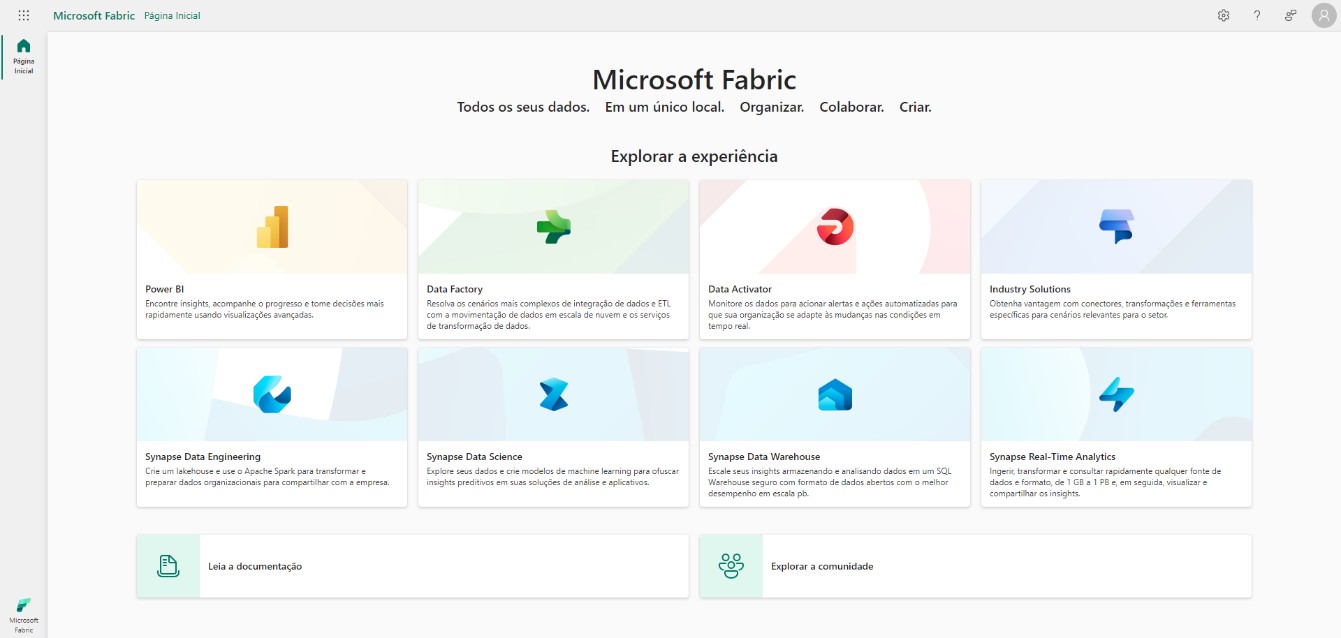 Microsoft Fabric Página Inicial
Página
Inicial
Microsoft Fabric
Todos os seus dados. Em um único local. Organizar. Colaborar. Criar.
Explorar a experiência
Power BI
Encontre insights, acompanhe o progresso e tome decisões mais
rapidamente usando visualizações avançadas.
Data Factory
Resolva os cenários mais complexos de integração de dados e ETL
com a movimentação de dados em escala de nuvem e os serviços
de transformação de dados.
Data Activator
Monitore os dados para acionar alertas e ações automatizadas para
que sua organização se adapte às mudanças nas condições em
tempo real.
Industry Solutions
Obtenha vantagem com conectores, transformações e ferramentas
específicas para cenários relevantes para o setor.
Synapse Data Engineering
Crie um lakehouse e use o Apache Spark para transformar e
preparar dados organizacionais para compartilhar com a empresa.
Synapse Data Science
Explore seus dados e crie modelos de machine learning para ofuscar
insights preditivos em suas soluções de análise e aplicativos.
Synapse Data Warehouse
Escale seus insights armazenando e analisando dados em um SQL
Warehouse seguro com formato de dados abertos com o melhor
desempenho em escala pb.
Synapse Real-Time Analytics
Ingerir, transformar e consultar rapidamente qualquer fonte de
dados e formato, de 1 GB a 1 PB e, em seguida, visualizar e
compartilhar os insights.
Leia a documentação
Explorar a comunidade
Microsoft
Fabric